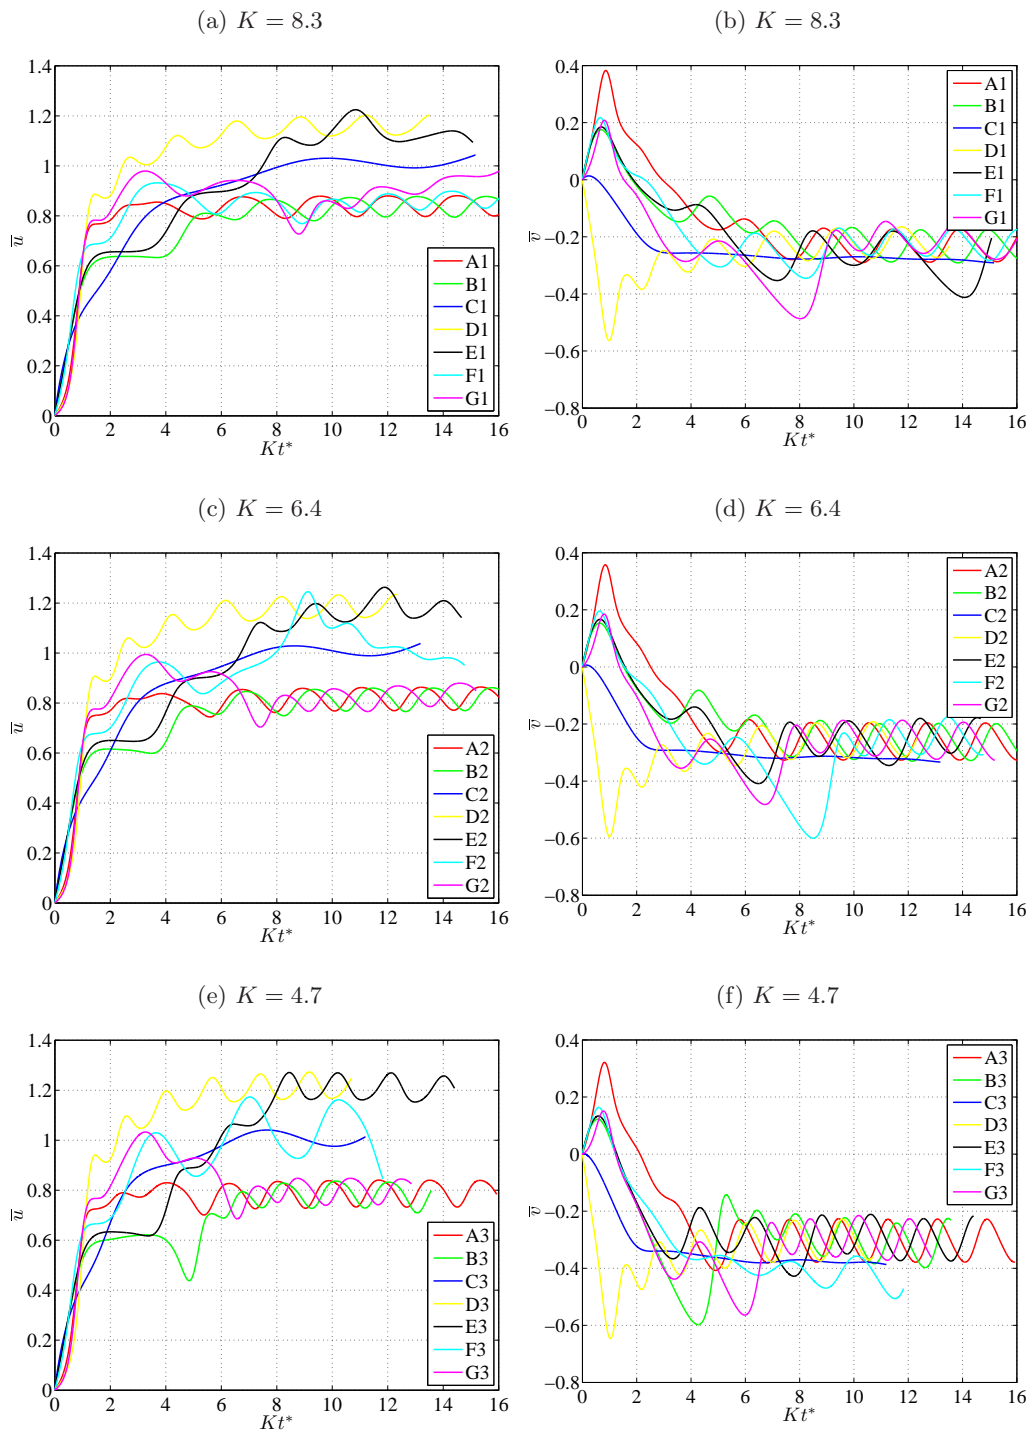 (a) K = 8.3
1.4
1.2
1
0.8
0.6
0.4
0.2
0
u̅
A1
B1
C1
D1
E1
F1
G1
0 2 4 6 8 10 12 14 16
Kt*
(b) K = 8.3
0.4
0.2
0
−0.2
−0.4
−0.6
−0.8
v̅
A1
B1
C1
D1
E1
F1
G1
0 2 4 6 8 10 12 14 16
Kt*
(c) K = 6.4
1.4
1.2
1
0.8
0.6
0.4
0.2
0
u̅
A2
B2
C2
D2
E2
F2
G2
0 2 4 6 8 10 12 14 16
Kt*
(d) K = 6.4
0.4
0.2
0
−0.2
−0.4
−0.6
−0.8
v̅
A2
B2
C2
D2
E2
F2
G2
0 2 4 6 8 10 12 14 16
Kt*
(e) K = 4.7
1.4
1.2
1
0.8
0.6
0.4
0.2
0
u̅
A3
B3
C3
D3
E3
F3
G3
0 2 4 6 8 10 12 14 16
Kt*
(f) K = 4.7
0.4
0.2
0
−0.2
−0.4
−0.6
−0.8
v̅
A3
B3
C3
D3
E3
F3
G3
0 2 4 6 8 10 12 14 16
Kt*